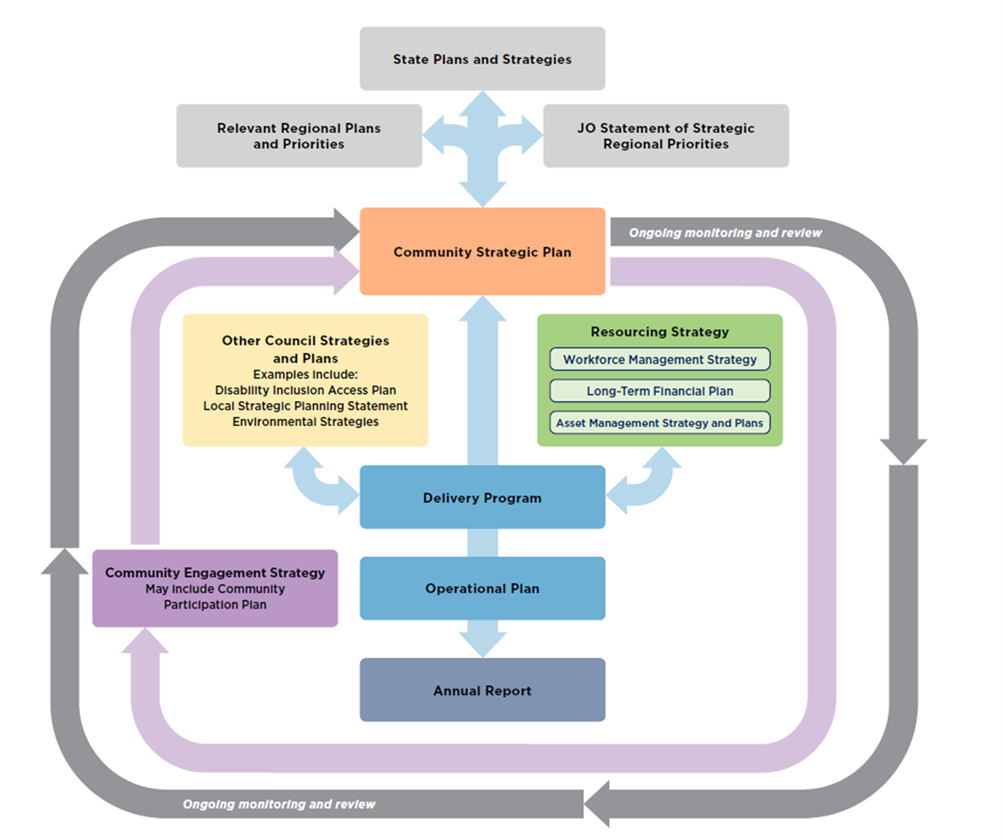 State Plans and Strategies
Relevant Regional Plans
and Priorities
JO Statement of Strategic
Regional Priorities
Community Strategic Plan
Ongoing monitoring and review
Other Council Strategies
and Plans
Examples include:
Disability Inclusion Access Plan
Local Strategic Planning Statement
Environmental Strategies
Resourcing Strategy
Workforce Management Strategy
Long-Term Financial Plan
Asset Management Strategy and Plans
Delivery Program
Community Engagement Strategy
May include Community
Participation Plan
Operational Plan
Annual Report
Ongoing monitoring and review